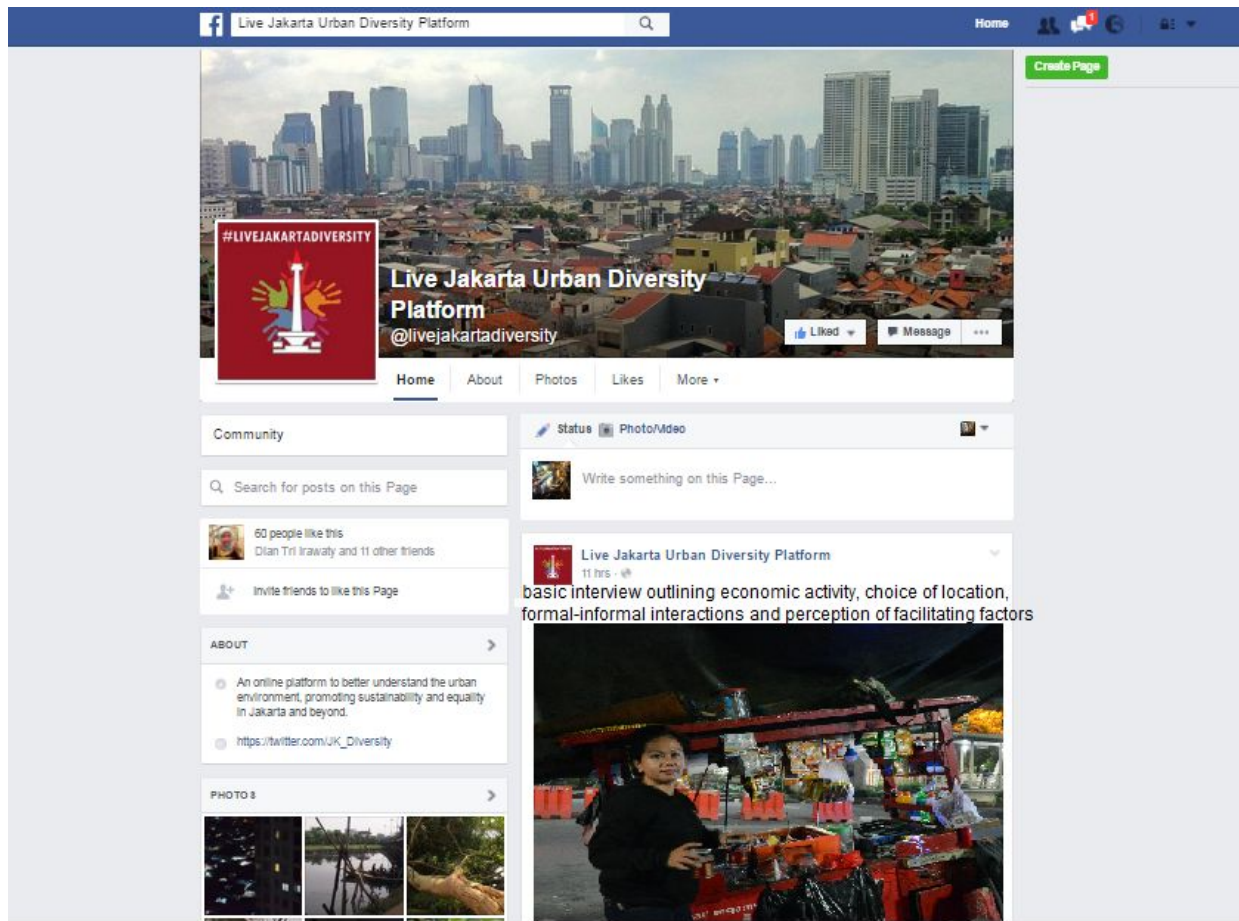 Live Jakarta Urban Diversity Platform
Home
1
Create Page
#LIVEJAKARTADIVERSITY
Live Jakarta Urban Diversity
Platform
@livejakartadiversity
Liked
Message
Home
About
Photos
Likes
More
Community
Search for posts on this Page
60 people like this
Dian Tri Irawaty and 11 other friends
Invite friends to like this Page
ABOUT
An online platform to better understand the urban
environment, promoting sustainability and equality
in Jakarta and beyond.
https://twitter.com/JK_Diversity
PHOTOS
Status
Photo/Video
Write something on this Page...
Live Jakarta Urban Diversity Platform
11 hrs
basic interview outlining economic activity, choice of location,
formal-informal interactions and perception of facilitating factors